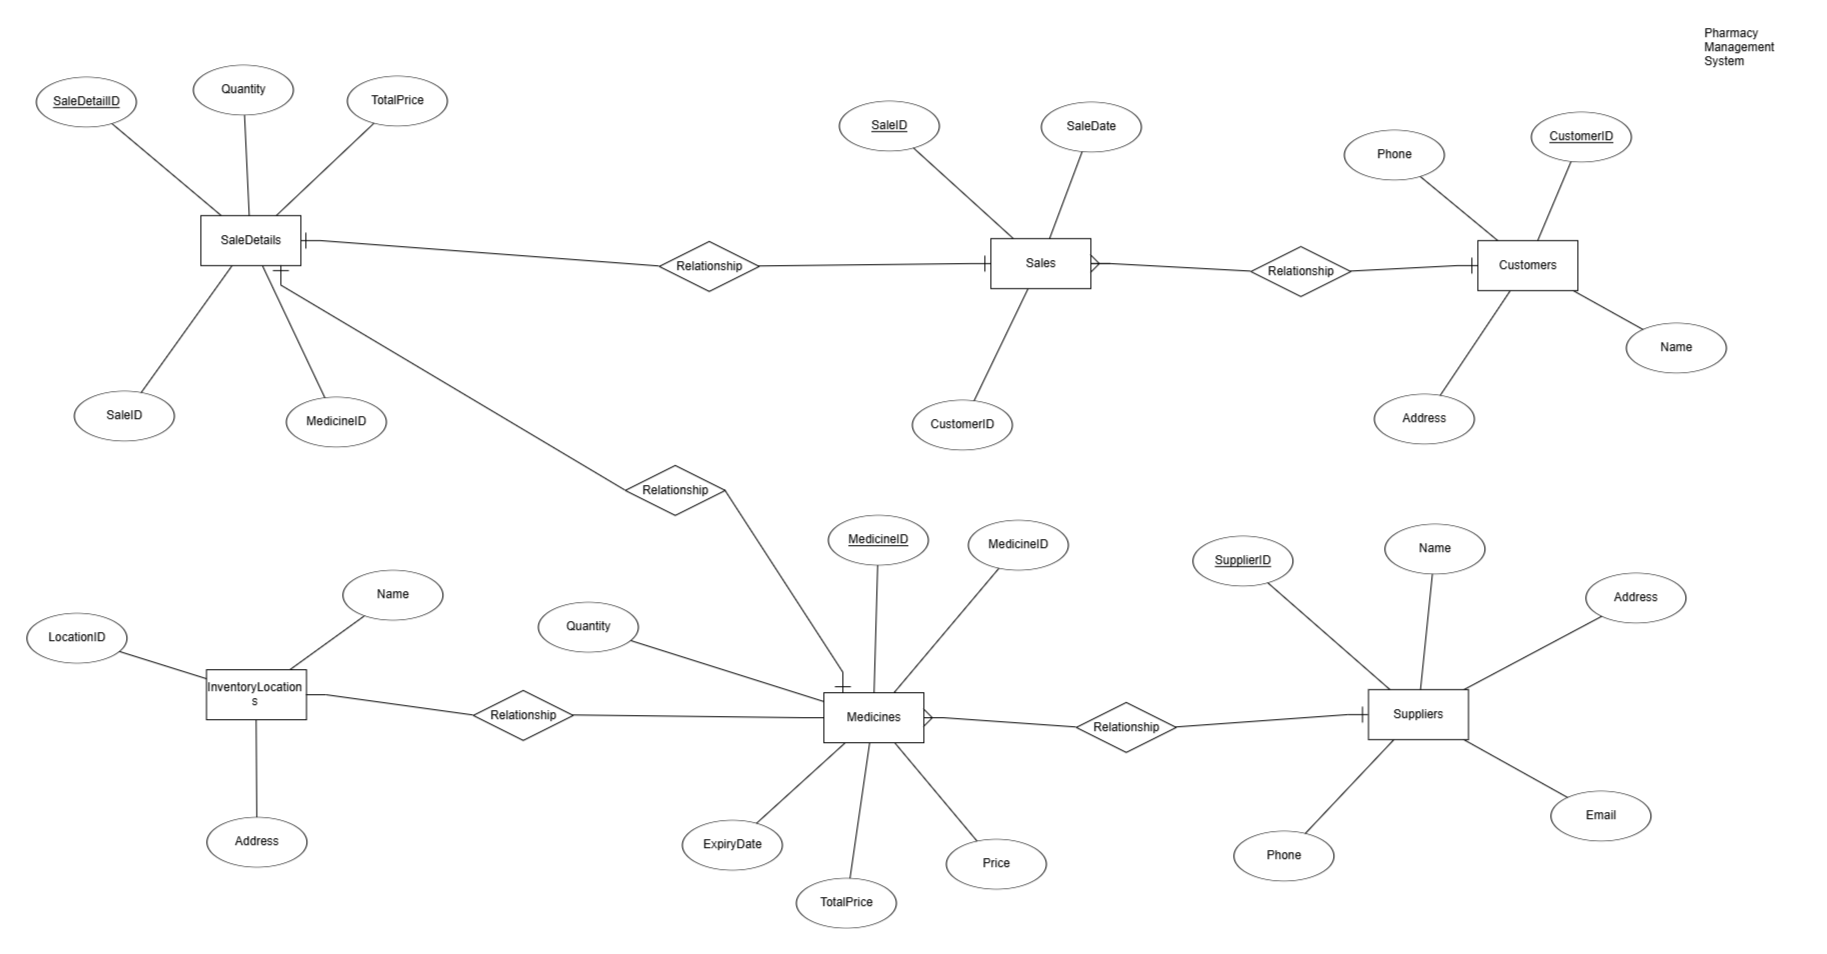 Pharmacy
Management
System
SaleDetailID
Quantity
TotalPrice
SaleID
SaleDate
Phone
CustomerID
SaleDetails
Relationship
Sales
Relationship
Customers
Name
SaleID
MedicineID
CustomerID
Address
Relationship
MedicineID
MedicineID
SupplierID
Name
Address
Name
Quantity
LocationID
InventoryLocation
s
Relationship
Medicines
Relationship
Suppliers
Address
ExpiryDate
TotalPrice
Price
Phone
Email